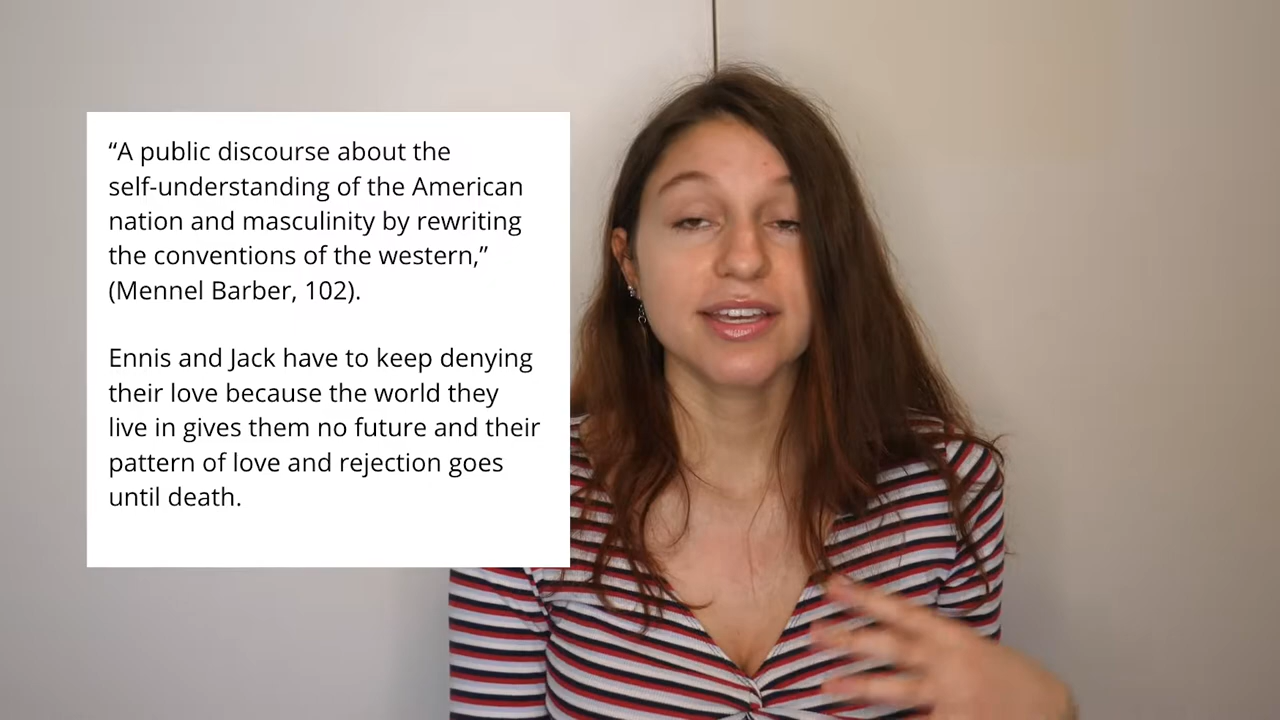 “A public discourse about the
self-understanding of the American
nation and masculinity by rewriting
the conventions of the western,”
(Mennel Barber, 102).
Ennis and Jack have to keep denying
their love because the world they
live in gives them no future and their
pattern of love and rejection goes
until death.